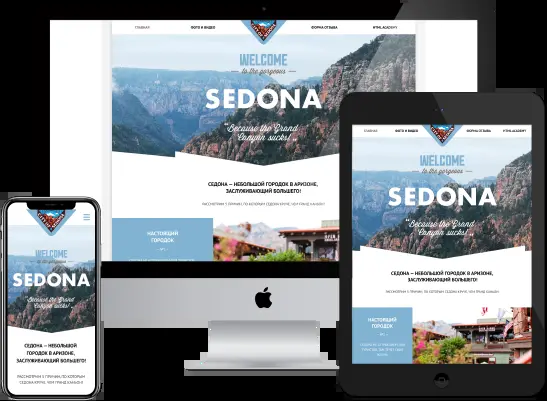 ГЛАВНАЯ
ФОТО И ВИДЕО
ФОРМА ОТЗЫВА
HTML ACADEMY
WELCOME
to the gorgeous
SEDONA
“Because the Grand
Canyon sucks!”
СЕДОНА – НЕБОЛЬШОЙ ГОРОДОК В АРИЗОНЕ,
ЗАСЛУЖИВАЮЩИЙ БОЛЬШЕГО!
РАССМОТРИМ 5 ПРИЧИН, ПО КОТОРЫМ СЕДОНА КРУЧЕ, ЧЕМ ГРАНД КАНЬОН!
НАСТОЯЩИЙ
ГОРОДОК
ГЛАВНАЯ
ФОТО И ВИДЕО
ФОРМА ОТЗЫВА
HTML ACADEMY
WELCOME
to the gorgeous
SEDONA
“Because the Grand
Canyon sucks!”
СЕДОНА – НЕБОЛЬШОЙ ГОРОДОК В АРИЗОНЕ,
ЗАСЛУЖИВАЮЩИЙ БОЛЬШЕГО!
РАССМОТРИМ 5 ПРИЧИН, ПО КОТОРЫМ СЕДОНА КРУЧЕ, ЧЕМ ГРАНД КАНЬОН!
НАСТОЯЩИЙ
ГОРОДОК
WELCOME
to the gorgeous
SEDONA
“Because the Grand
Canyon sucks!”
СЕДОНА – НЕБОЛЬШОЙ
ГОРОДОК В АРИЗОНЕ,
ЗАСЛУЖИВАЮЩИЙ БОЛЬШЕГО!
РАССМОТРИМ 5 ПРИЧИН, ПО КОТОРЫМ
СЕДОНА КРУЧЕ, ЧЕМ ГРАНД КАНЬОН!